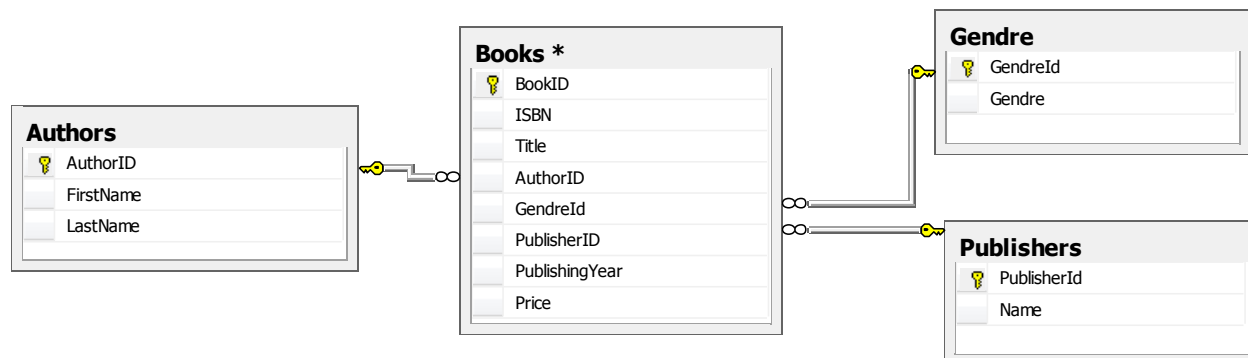 Authors
AuthorID
FirstName
LastName
Books *
BookID
ISBN
Title
AuthorID
GendreId
PublisherID
PublishingYear
Price
Gendre
GendreId
Gendre
Publishers
PublisherId
Name